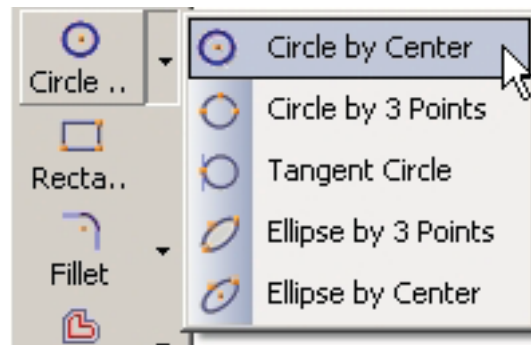 Circle ..
Recta..
Fillet
Circle by Center
Circle by 3 Points
Tangent Circle
Ellipse by 3 Points
Ellipse by Center